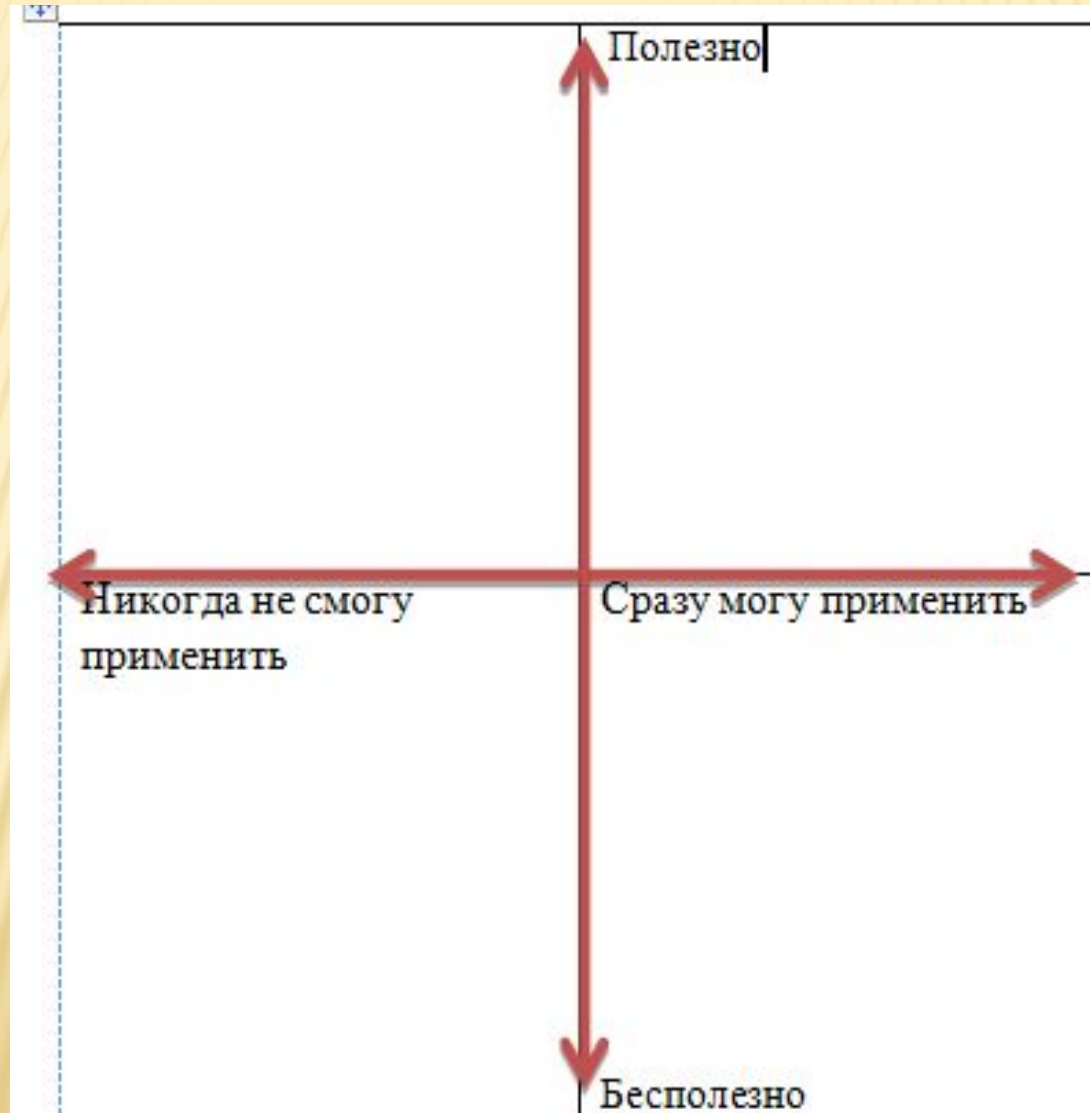 Полезно
Никогда не смогу
применить
Сразу могу применить
Бесполезно